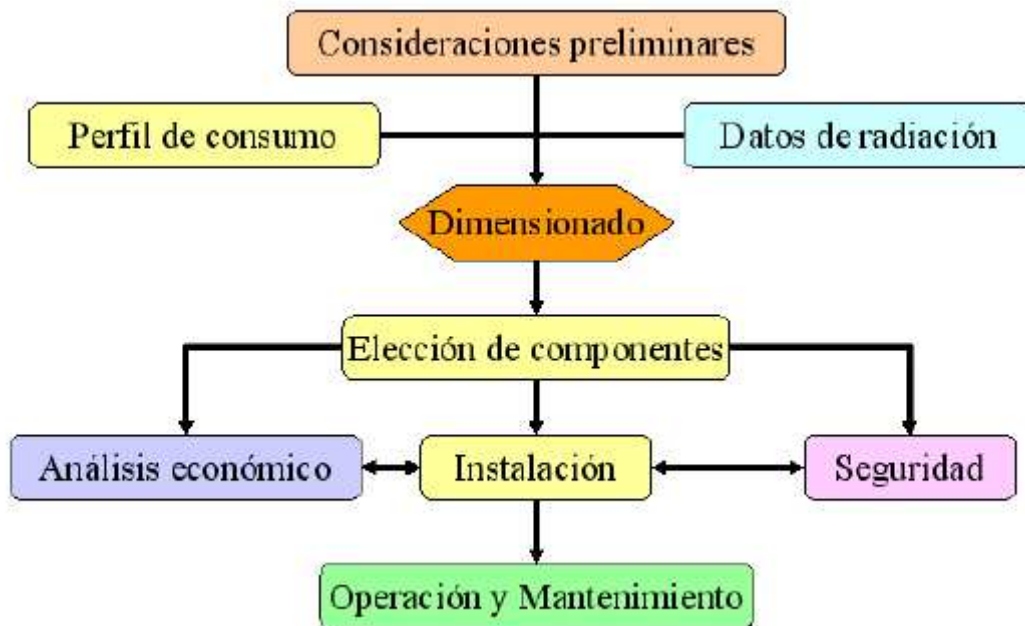 Consideraciones preliminares
Perfil de consumo
Datos de radiación
Dimensionado
Elección de componentes
Análisis económico
Instalación
Seguridad
Operación y Mantenimiento